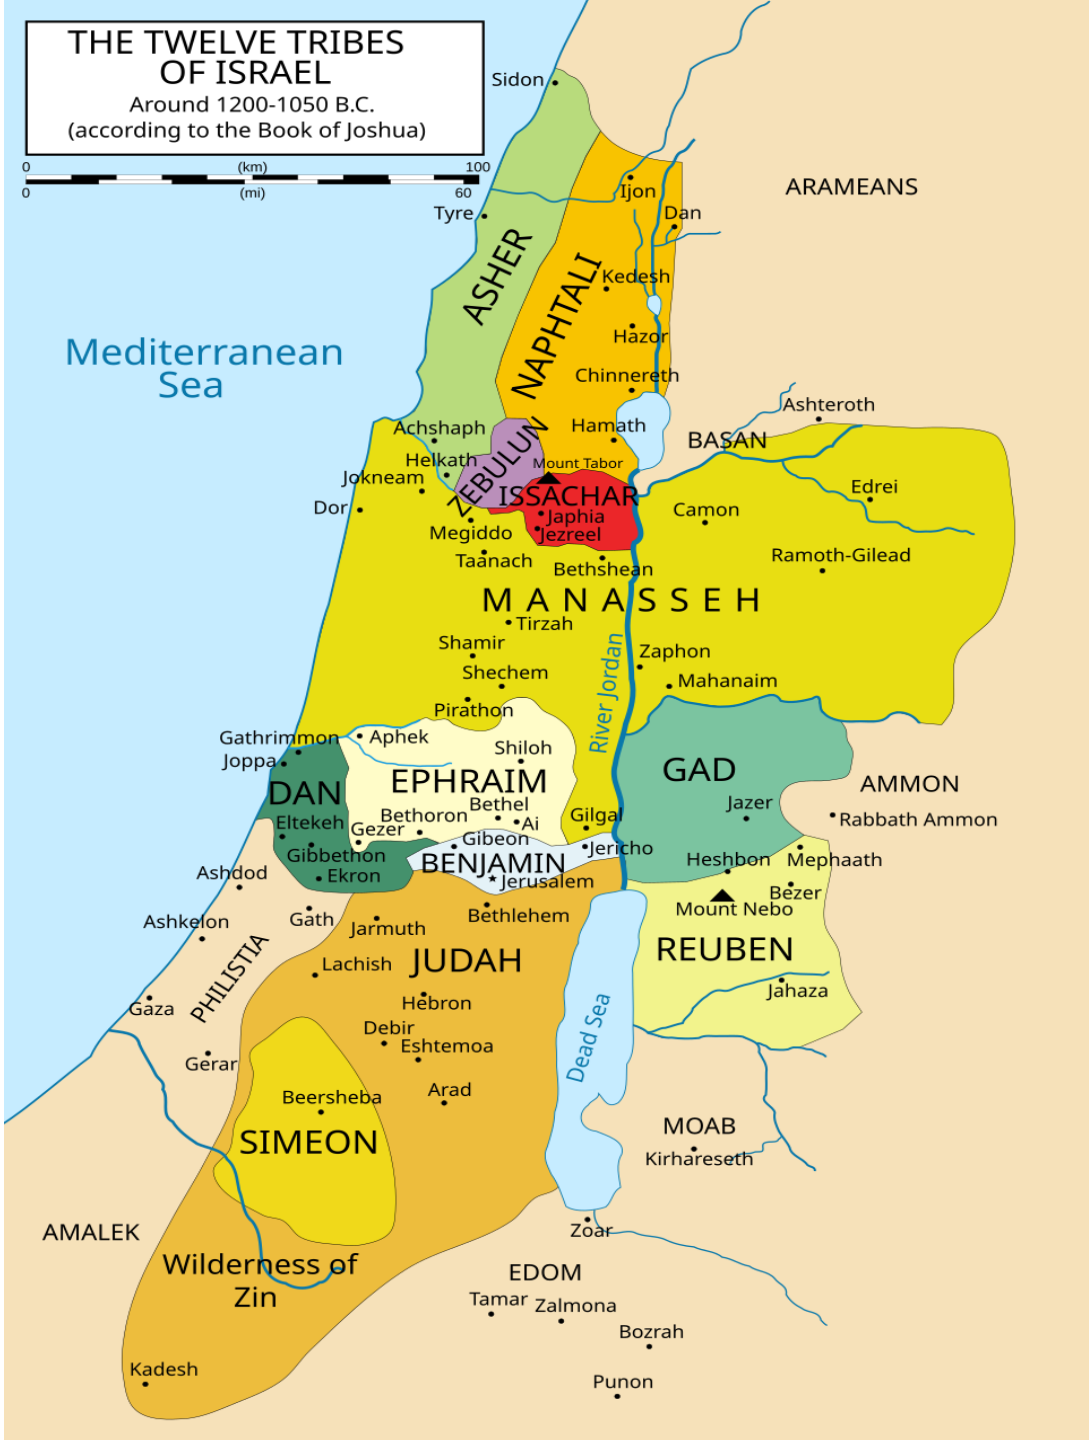 THE TWELVE TRIBES
OF ISRAEL
Around 1200-1050 B.C.
(according to the Book of Joshua)
0 (km) 100
0 (mi) 60
Sidon
Ijon
ARAMEANS
Tyre
Dan
ASHER
NAPHTALI
Kedesh
Hazor
Mediterranean
Sea
Chinnereth
Ashteroth
Achshaph
Hamath
BASAN
ZEBULUN
Helkath
Mount Tabor
Jokneam
ISSACHAR
Edrei
Dor
Japhia
Camon
Megiddo
Jezreel
Taanach
Bethshean
Ramoth-Gilead
MANASSEH
Tirzah
Shamir
Zaphon
Shechem
Mahanaim
River Jordan
Pirathon
Gathrimmon
Aphek
Joppa
Shiloh
DAN
EPHRAIM
GAD
AMMON
Bethel
Jazer
Eltekeh
Gezer
Bethoron
Ai
Gilgal
Rabbath Ammon
Gibbethon
Gibeon
Jericho
BENJAMIN
Heshbon
Mephaath
Ashdod
Ekron
Jerusalem
Bezer
Ashkelon
Gath
Jarmuth
Bethlehem
Mount Nebo
PHILISTIA
Lachish
JUDAH
REUBEN
Gaza
Hebron
Jahaza
Debir
Eshtemoa
Dead Sea
Gerar
Beersheba
Arad
SIMEON
MOAB
Kirhareseth
AMALEK
Zoar
Wilderness of
Zin
EDOM
Tamar
Zalmona
Bozrah
Kadesh
Punon